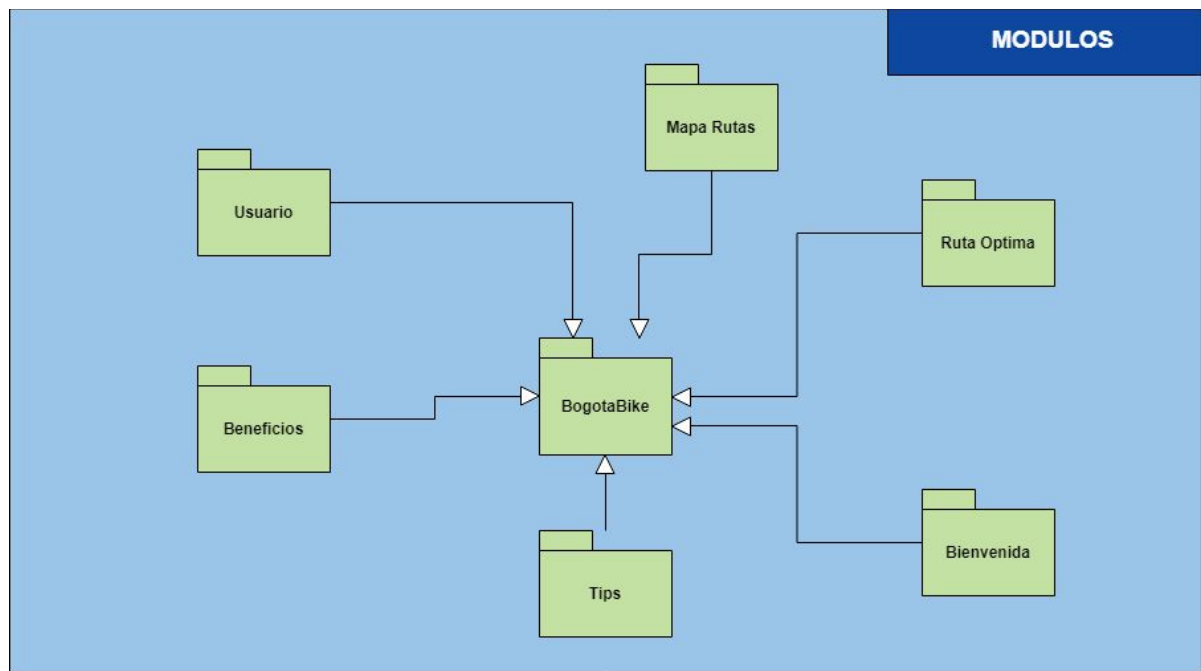 MODULOS
Mapa Rutas
Usuario
Ruta Optima
BogotaBike
Beneficios
Bienvenida
Tips